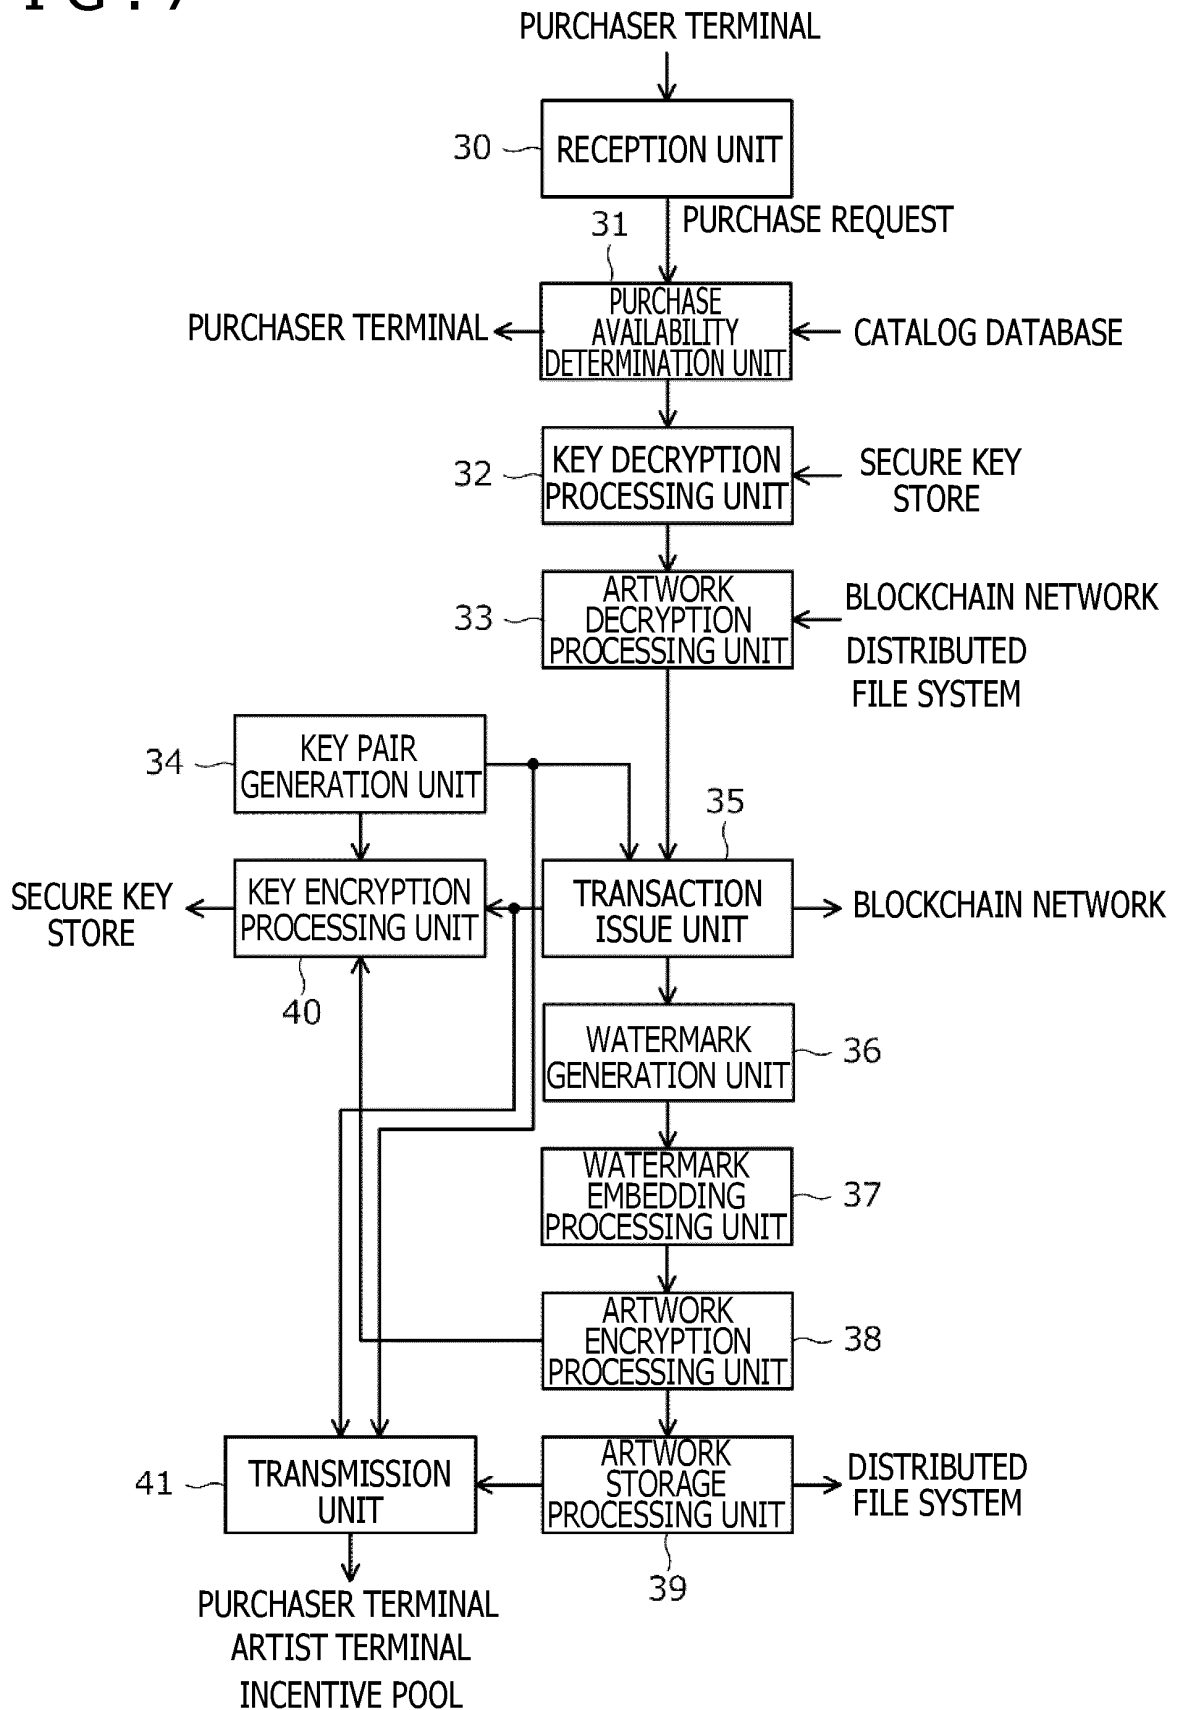 FIG. 7
PURCHASER TERMINAL
30
RECEPTION UNIT
31
PURCHASE REQUEST
PURCHASER TERMINAL
PURCHASE
AVAILABILITY
DETERMINATION UNIT
CATALOG DATABASE
32
KEY DECRYPTION
PROCESSING UNIT
SECURE KEY
STORE
33
ARTWORK
DECRYPTION
PROCESSING UNIT
BLOCKCHAIN NETWORK
DISTRIBUTED
FILE SYSTEM
34
KEY PAIR
GENERATION UNIT
35
SECURE KEY
STORE
KEY ENCRYPTION
PROCESSING UNIT
40
TRANSACTION
ISSUE UNIT
BLOCKCHAIN NETWORK
WATERMARK
GENERATION UNIT
36
WATERMARK
EMBEDDING
PROCESSING UNIT
37
ARTWORK
ENCRYPTION
PROCESSING UNIT
38
41
TRANSMISSION
UNIT
ARTWORK
STORAGE
PROCESSING UNIT
39
DISTRIBUTED
FILE SYSTEM
PURCHASER TERMINAL
ARTIST TERMINAL
INCENTIVE POOL